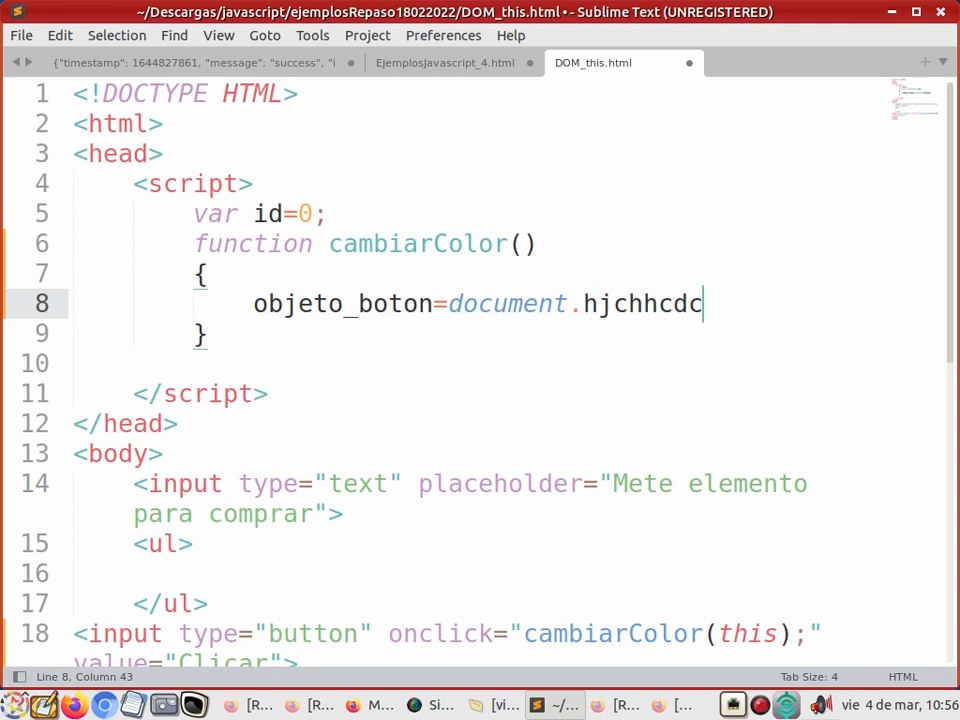 ~/Descargas/javascript/ejemplosRepaso18022022/DOM_this.html • - Sublime Text (UNREGISTERED)
File Edit Selection Find View Goto Tools Project Preferences Help
{"timestamp": 1644827861, "message": "success", "i EjemplosJavascript_4.html DOM_this.html
1 <!DOCTYPE HTML>
2 <html>
3 <head>
4 <script>
5 var id=0;
6 function cambiarColor()
7 {
8 objeto_boton=document.hjchhcdc
9 }
10
11 </script>
12 </head>
13 <body>
14 <input type="text" placeholder="Mete elemento
para comprar">
15 <ul>
16
17 </ul>
18 <input type="button" onclick="cambiarColor(this);"
value="Clicar">
Line 8, Column 43 Tab Size: 4 HTML
[R... [R... M... Si... [vi... ~/... [R... [... vie 4 de mar, 10:56